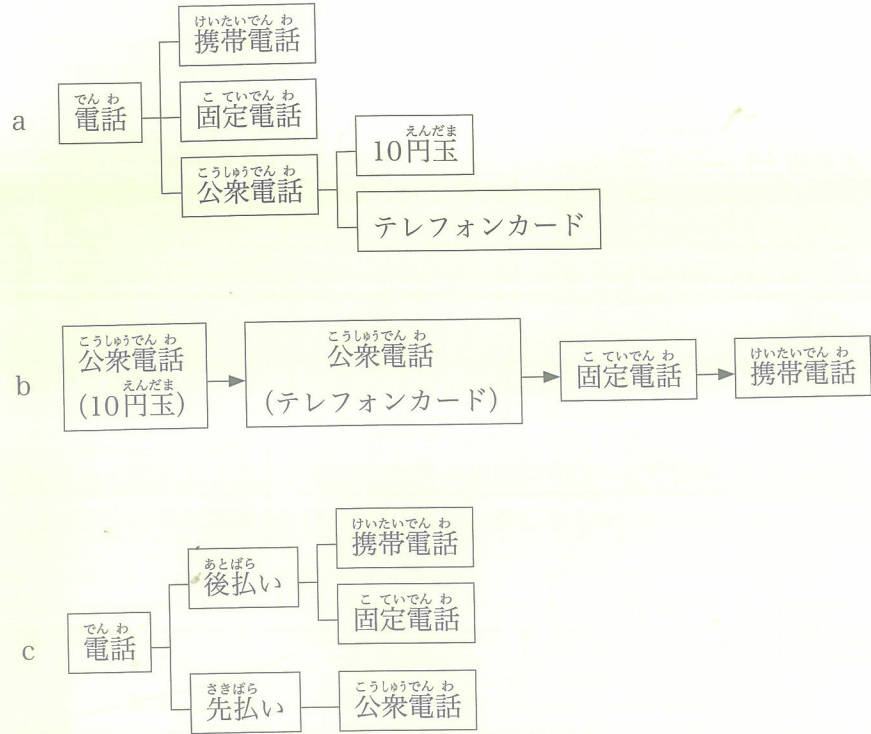 a
電話
でんわ
携帯電話
けいたいでんわ
固定電話
こていでんわ
公衆電話
こうしゅうでんわ
10円玉
えんだま
テレフォンカード
b
公衆電話
こうしゅうでんわ
(10円玉)
えんだま
公衆電話
こうしゅうでんわ
(テレフォンカード)
固定電話
こていでんわ
携帯電話
けいたいでんわ
c
電話
でんわ
後払い
あとばら
携帯電話
けいたいでんわ
固定電話
こていでんわ
先払い
さきばら
公衆電話
こうしゅうでんわ